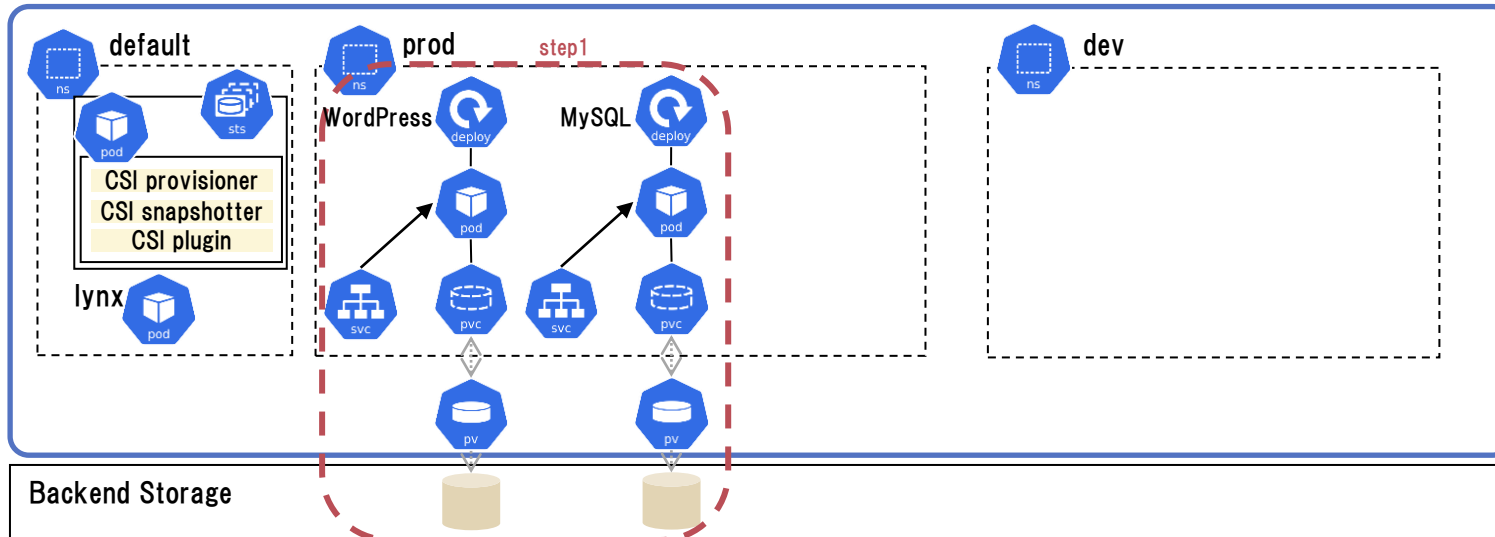 default
prod
step1
dev
ns
ns
ns
sts
pod
WordPress
deploy
MySQL
deploy
CSI provisioner
CSI snapshotter
CSI plugin
pod
pod
lynx
pod
svc
pvc
svc
pvc
pv
pv
Backend Storage